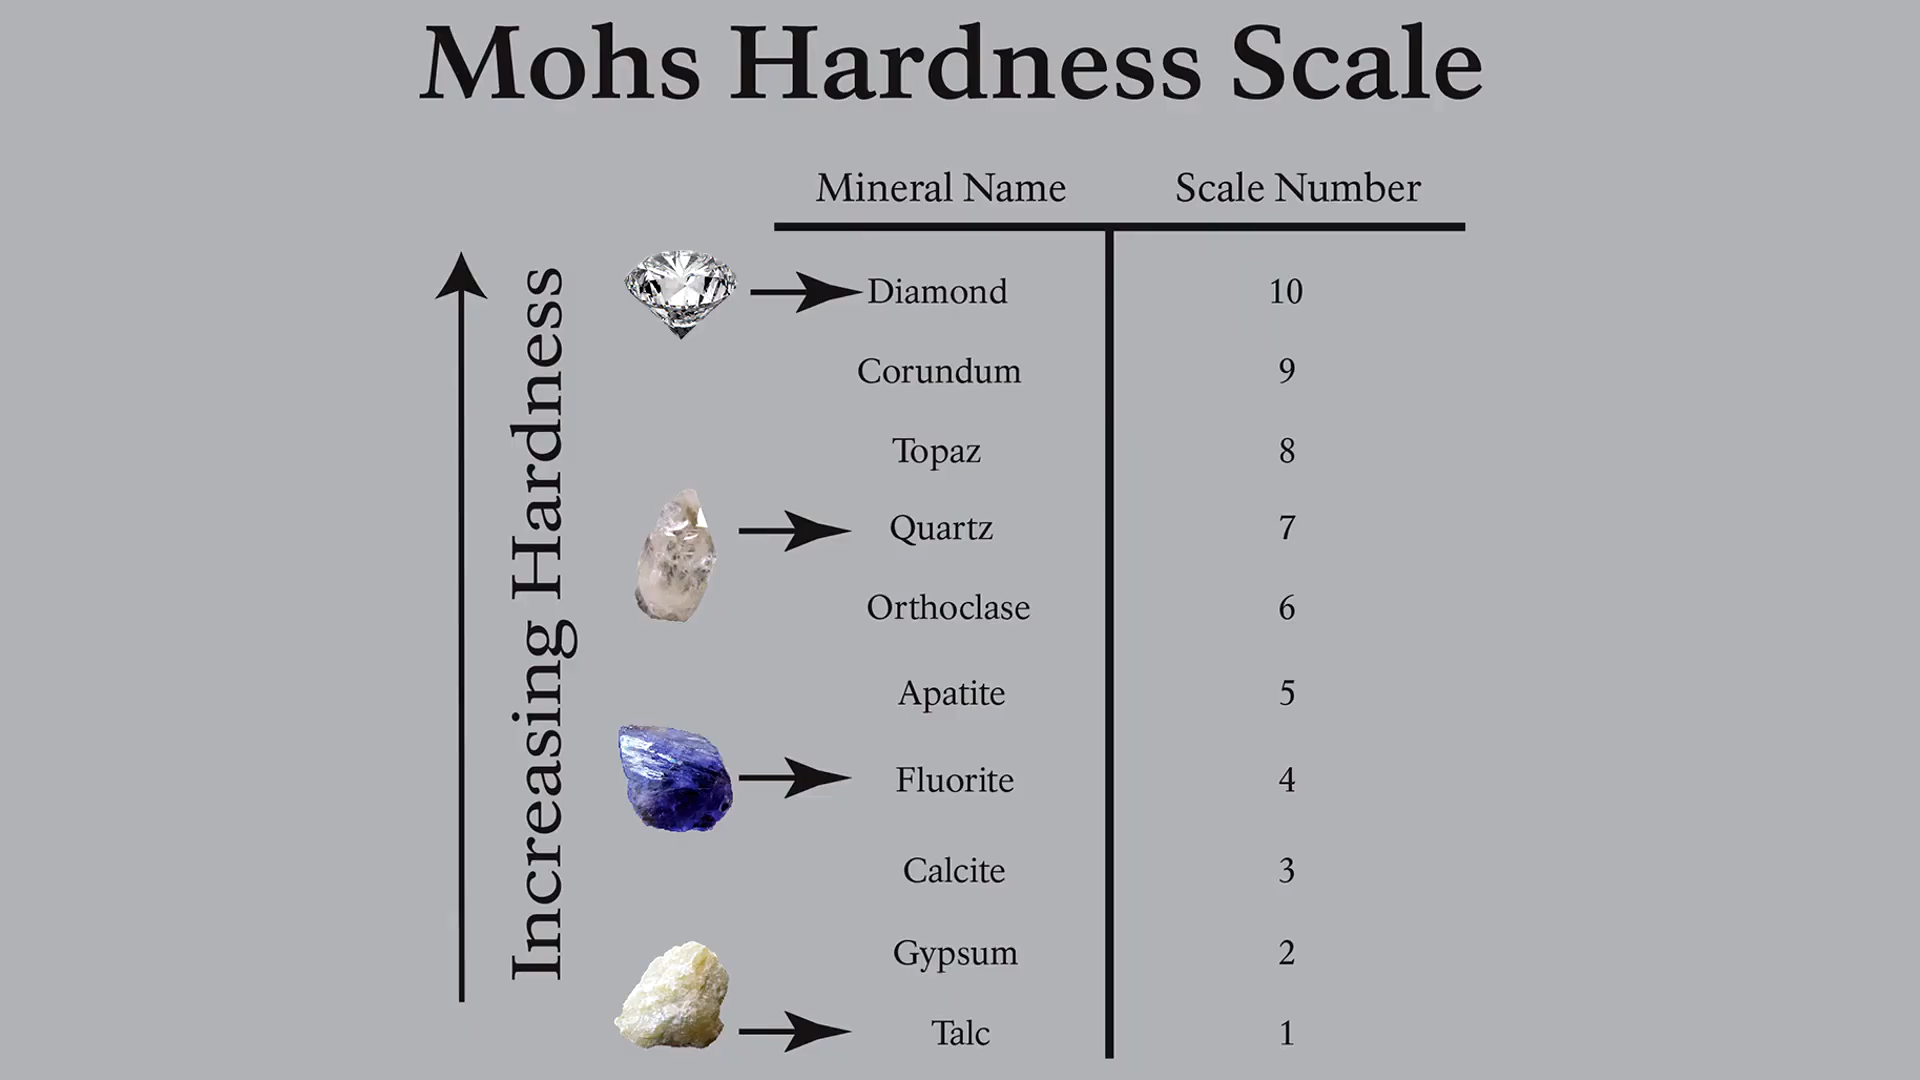 Mohs Hardness Scale
Mineral Name Scale Number
Increasing Hardness
Diamond 10
Corundum 9
Topaz 8
Quartz 7
Orthoclase 6
Apatite 5
Fluorite 4
Calcite 3
Gypsum 2
Talc 1